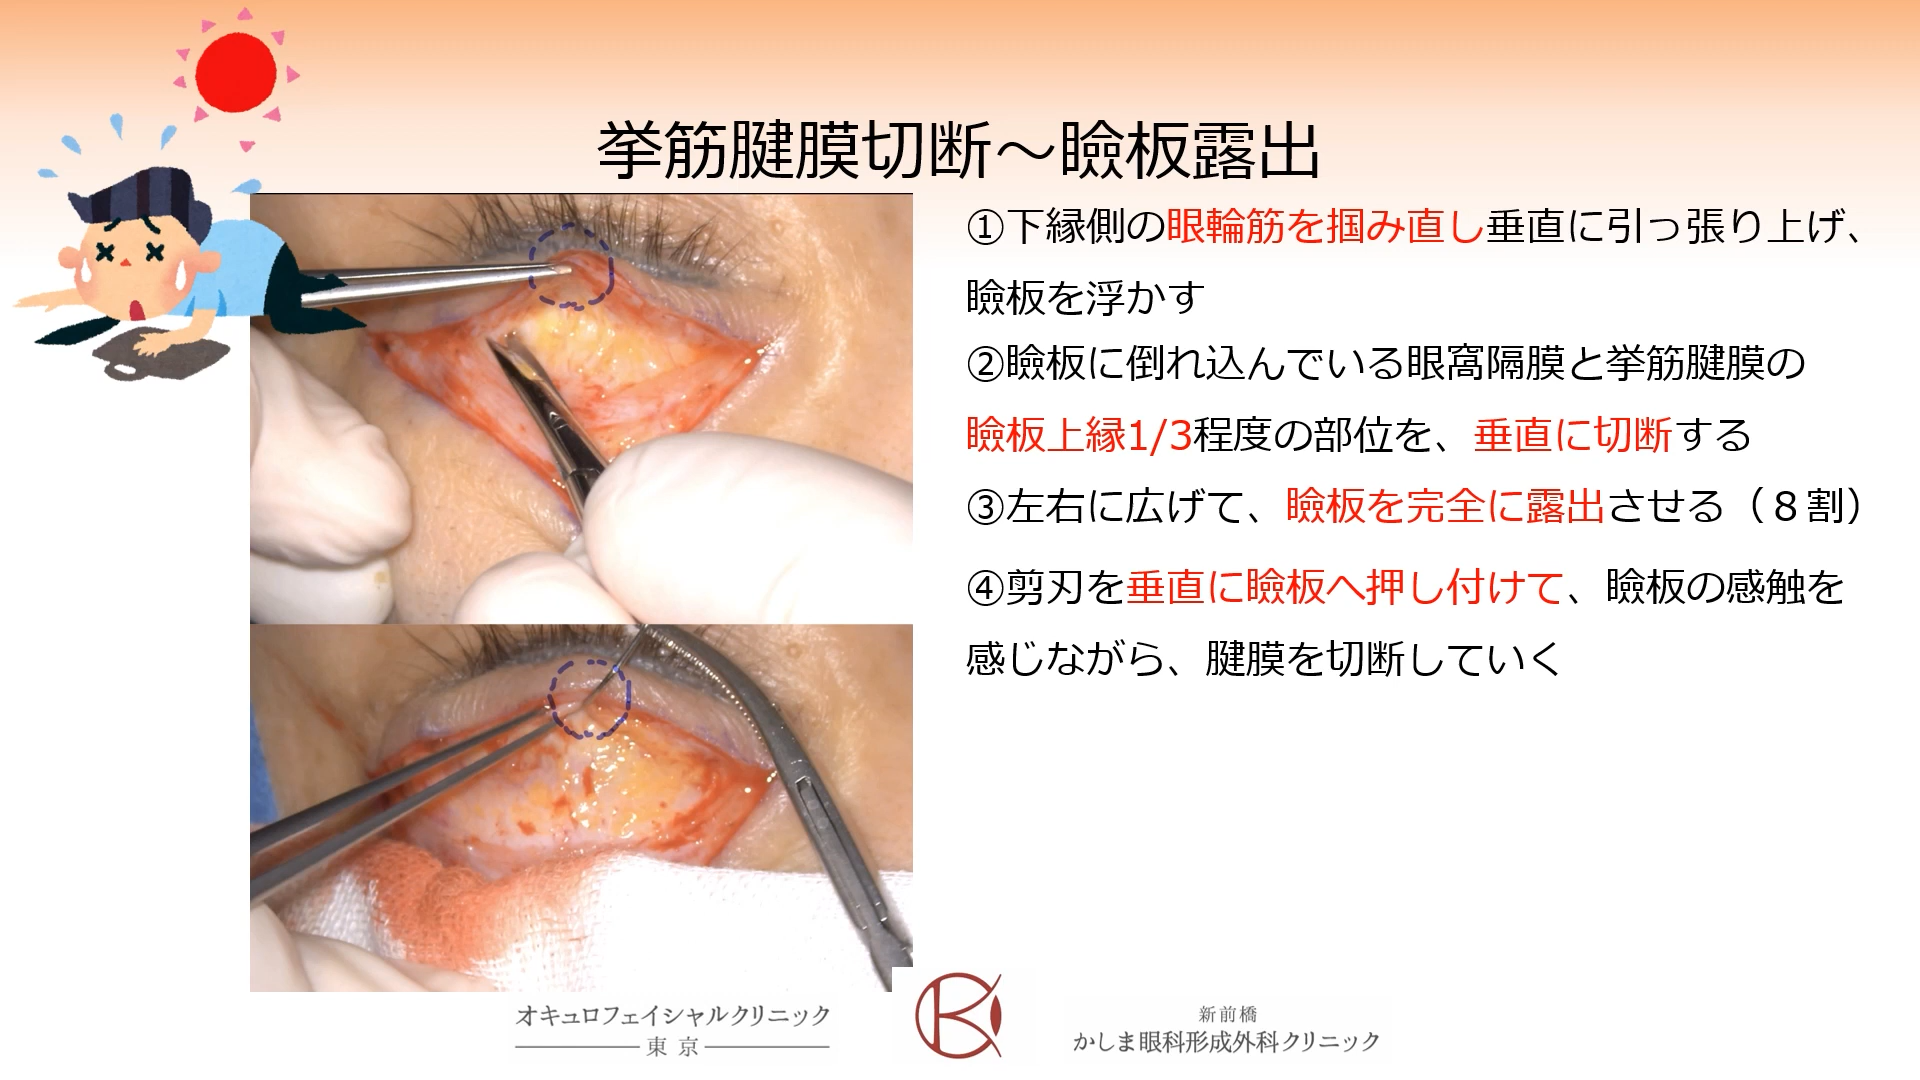 挙筋腱膜切断～瞼板露出
①下縁側の眼輪筋を掴み直し垂直に引っ張り上げ、
瞼板を浮かす
②瞼板に倒れ込んでいる眼窩隔膜と挙筋腱膜の
瞼板上縁1/3程度の部位を、垂直に切断する
③左右に広げて、瞼板を完全に露出させる（８割）
④剪刃を垂直に瞼板へ押し付けて、瞼板の感触を
感じながら、腱膜を切断していく
オキュロフェイシャルクリニック
東京
新前橋
かしま眼科形成外科クリニック